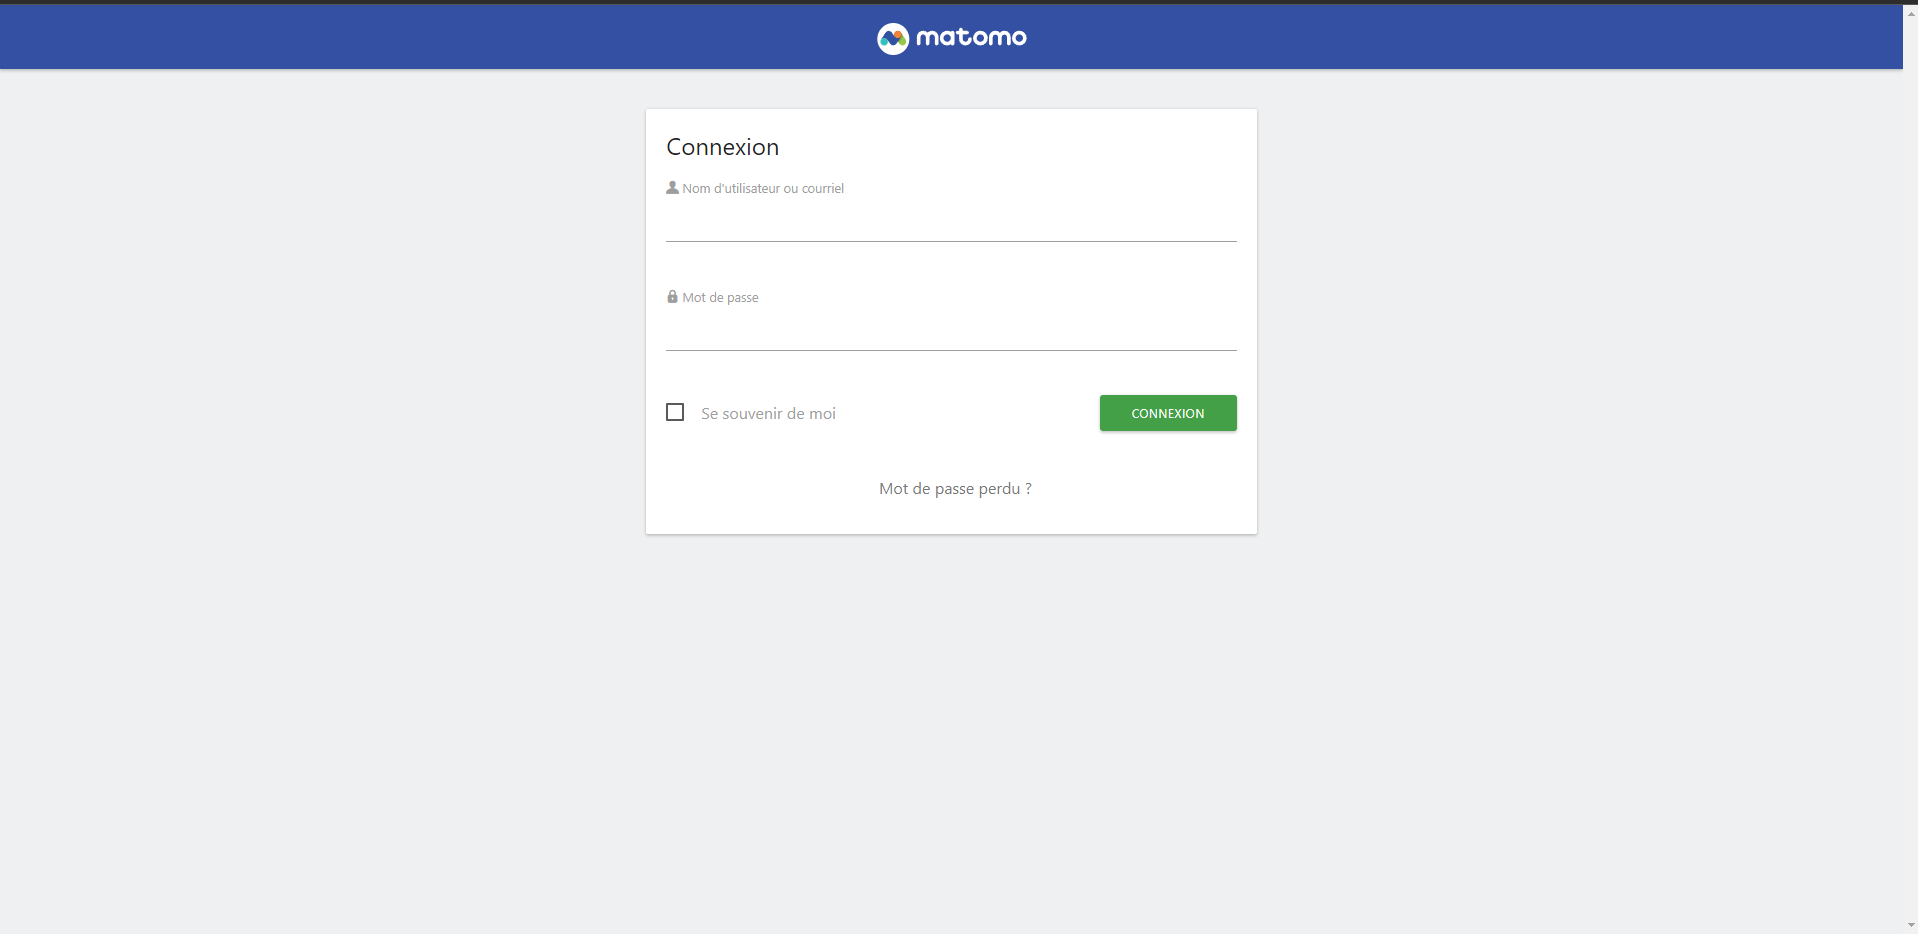 matomo
Connexion
Nom d'utilisateur ou courriel
Mot de passe
Se souvenir de moi
CONNEXION
Mot de passe perdu ?